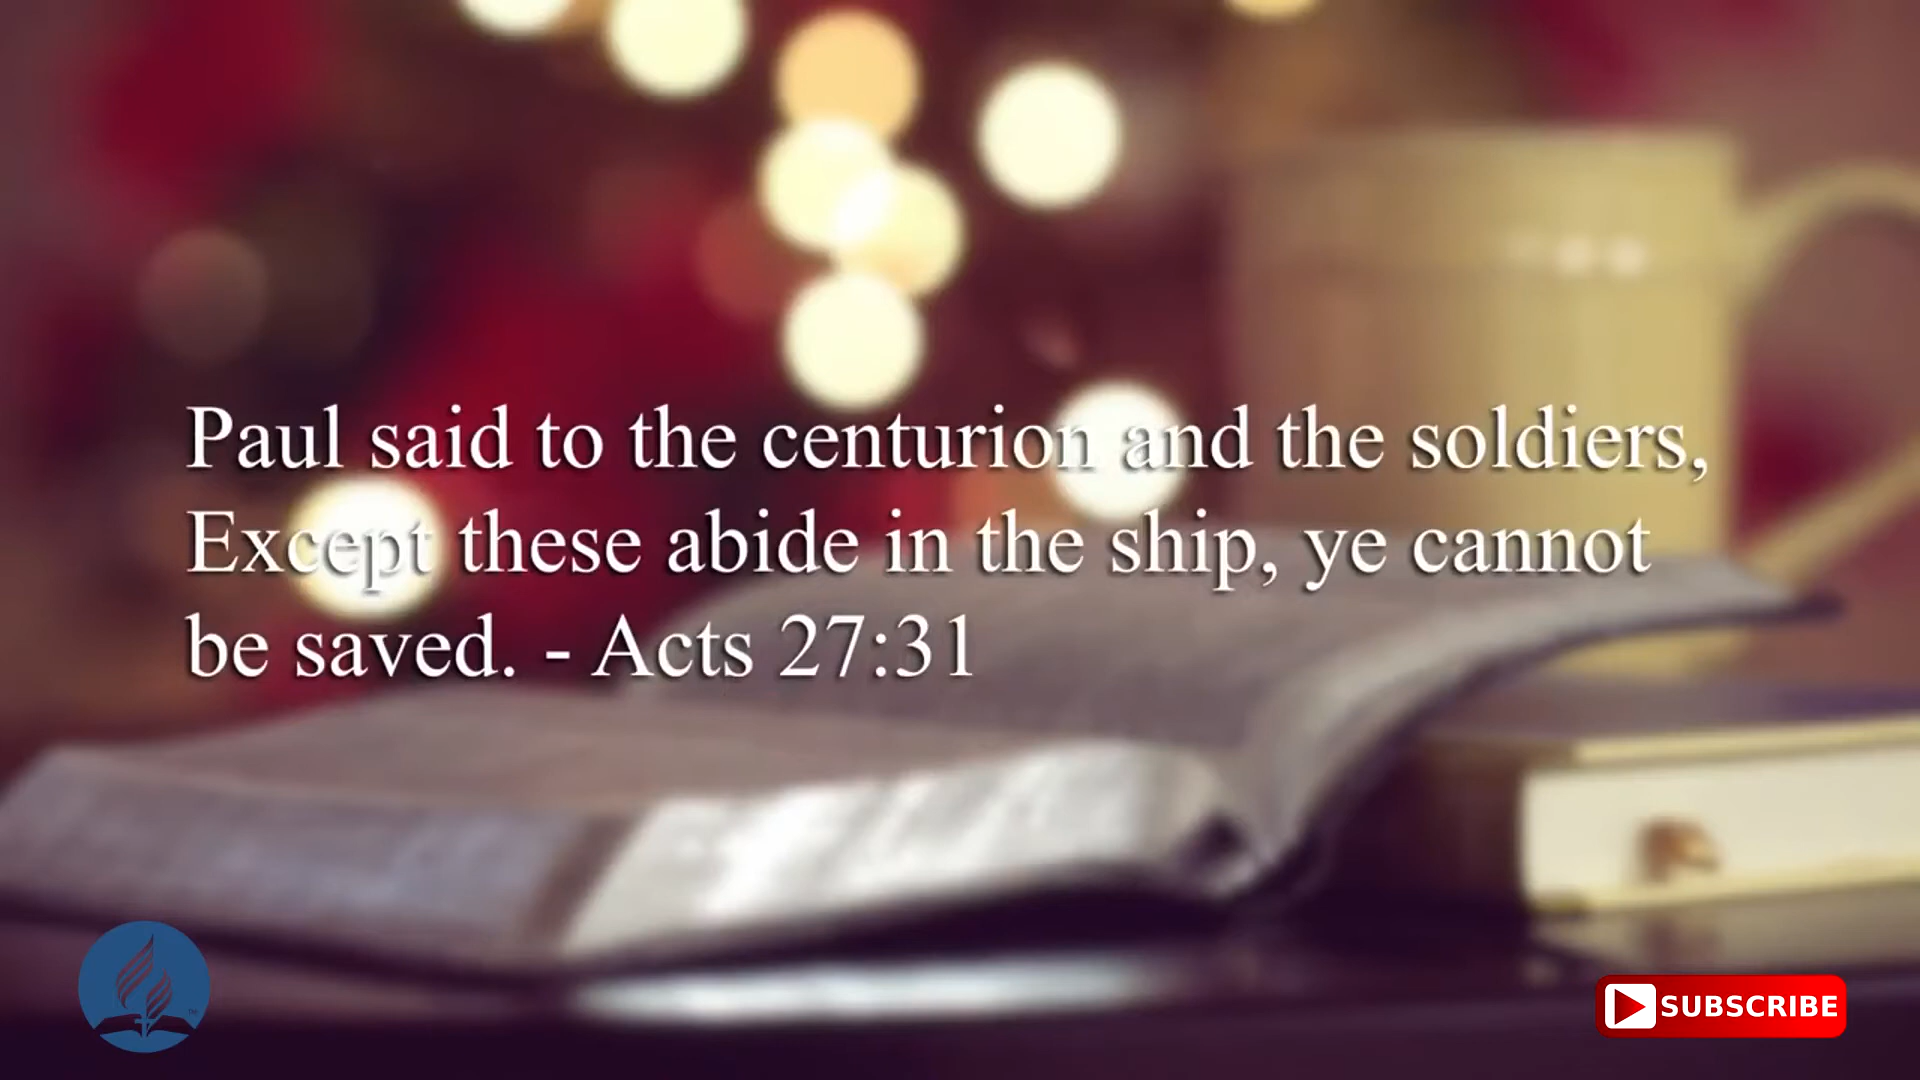 Paul said to the centurion and the soldiers,
Except these abide in the ship, ye cannot
be saved. - Acts 27:31
TM
SUBSCRIBE